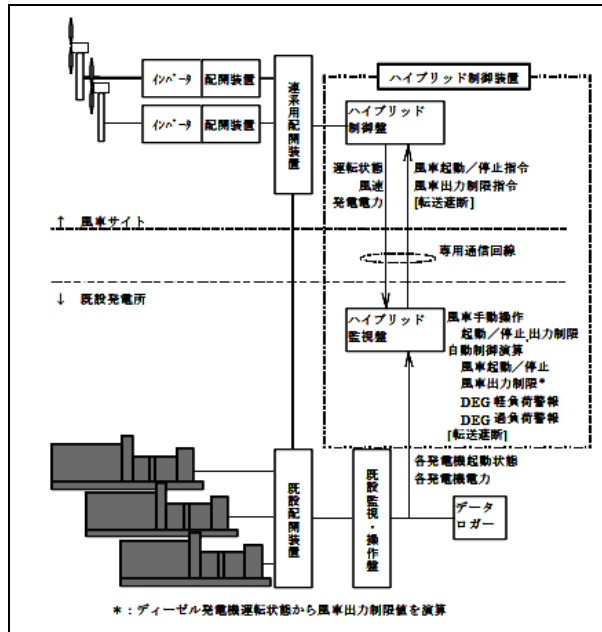 ハイブリッド制御装置
インバータ
配開装置
インバータ
配開装置
連系用配開装置
ハイブリッド
制御盤
運転状態
風速
発電電力
風車起動／停止指令
風車出力制限指令
[転送遮断]
↑ 風車サイト
専用通信回線
↓ 既設発電所
ハイブリッド
監視盤
風車手動操作
起動／停止,出力制限
自動制御演算
風車起動／停止
風車出力制限*
DEG 軽負荷警報
DEG 過負荷警報
[転送遮断]
各発電機起動状態
各発電機電力
既設配開装置
既設監視・操作盤
データ
ロガー
*：ディーゼル発電機運転状態から風車出力制限値を演算